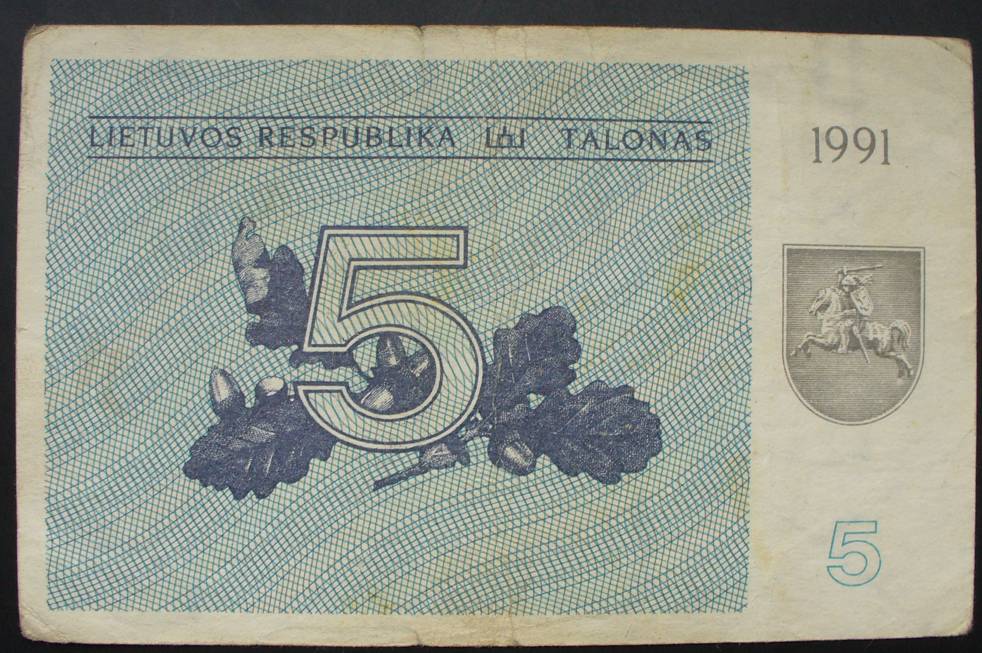 LIETUVOS RESPUBLIKA TALONAS
1991
5
5